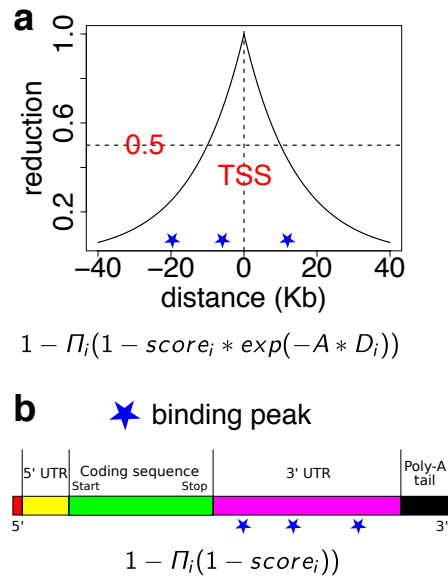 a
1.0
0.6
0.2
reduction
0.5
TSS
−40 −20 0 20 40
distance (Kb)
1 − Π_i(1 − score_i ∗ exp(−A ∗ D_i))
b
binding peak
5' UTR Coding sequence 3' UTR Poly-A tail
Start Stop
5' 3'
1 − Π_i(1 − score_i))